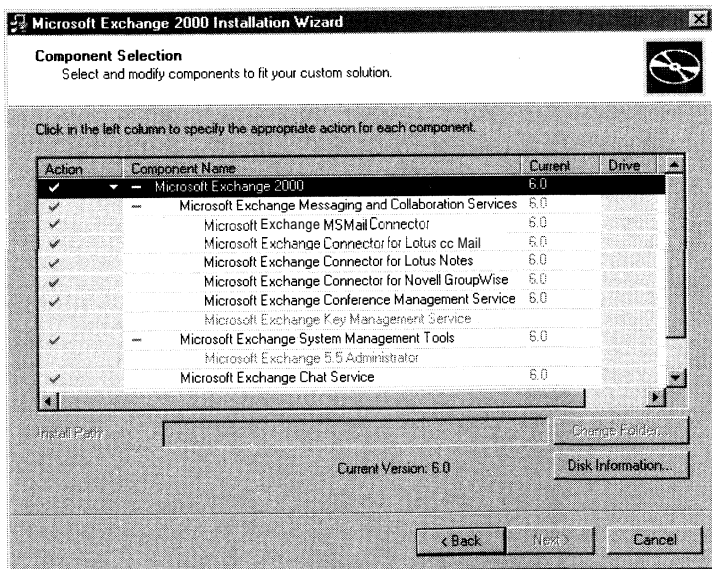 Microsoft Exchange 2000 Installation Wizard
Component Selection
Select and modify components to fit your custom solution.
Click in the left column to specify the appropriate action for each component.
Action Component Name Current Drive
Microsoft Exchange 2000 6.0
Microsoft Exchange Messaging and Collaboration Services 6.0
Microsoft Exchange MSMail Connector 6.0
Microsoft Exchange Connector for Lotus cc Mail 6.0
Microsoft Exchange Connector for Lotus Notes 6.0
Microsoft Exchange Connector for Novell GroupWise 6.0
Microsoft Exchange Conference Management Service 6.0
Microsoft Exchange Key Management Service
Microsoft Exchange System Management Tools 6.0
Microsoft Exchange 5.5 Administrator
Microsoft Exchange Chat Service 6.0
Install Path: Change Folder...
Current Version: 6.0 Disk Information...
< Back Next > Cancel